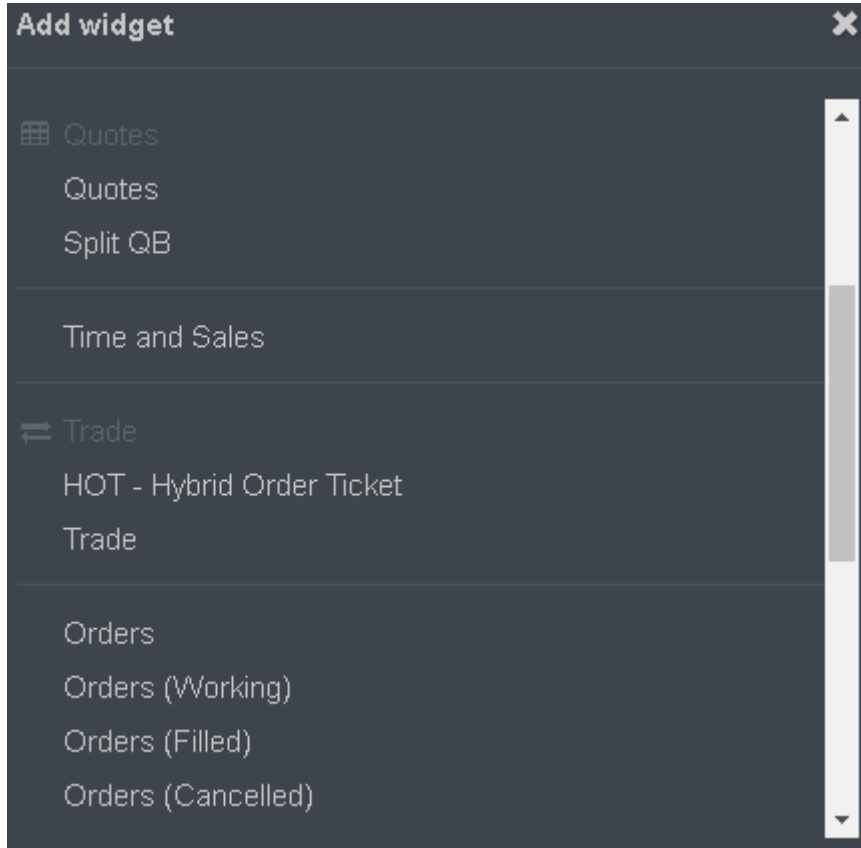 Add widget
Quotes
Quotes
Split QB
Time and Sales
Trade
HOT - Hybrid Order Ticket
Trade
Orders
Orders (Working)
Orders (Filled)
Orders (Cancelled)